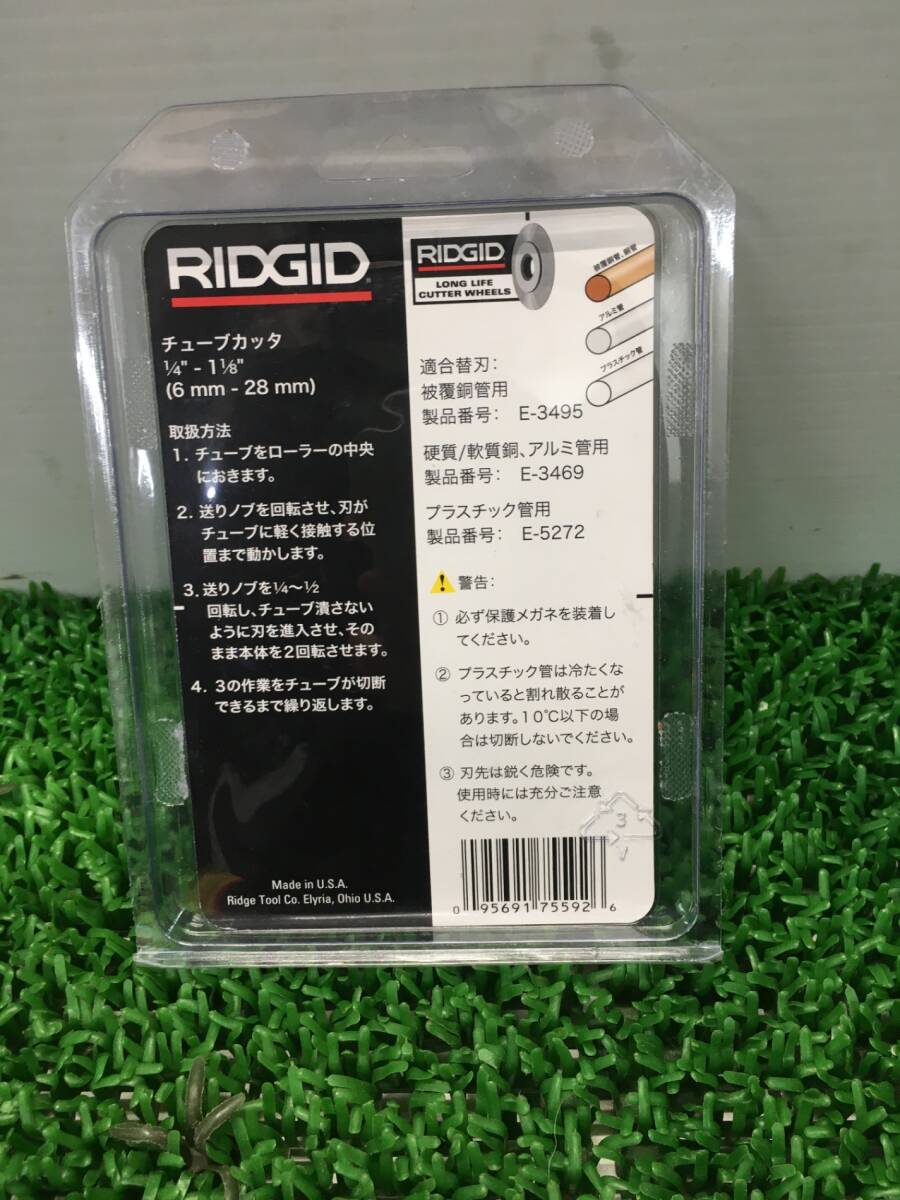 RIDGID
チューブカッタ
1/4" - 1 1/8"
(6 mm - 28 mm)
取扱方法
1. チューブをローラーの中央
におきます。
2. 送りノブを回転させ、刃が
チューブに軽く接触する位
置まで動かします。
3. 送りノブを1/4〜1/2
回転し、チューブ潰さない
ように刃を進入させ、その
まま本体を2回転させます。
4. 3の作業をチューブが切断
できるまで繰り返します。
Made in U.S.A.
Ridge Tool Co. Elyria, Ohio U.S.A.
RIDGID
LONG LIFE
CUTTER WHEELS
被覆銅管、銅管
アルミ管
プラスチック管
適合替刃:
被覆銅管用
製品番号: E-3495
硬質/軟質銅、アルミ管用
製品番号: E-3469
プラスチック管用
製品番号: E-5272
警告:
① 必ず保護メガネを装着し
てください。
② プラスチック管は冷たくな
っていると割れ散ることが
あります。10℃以下の場
合は切断しないでください。
③ 刃先は鋭く危険です。
使用時には充分ご注意
ください。
3
V
0 95691 75592 6